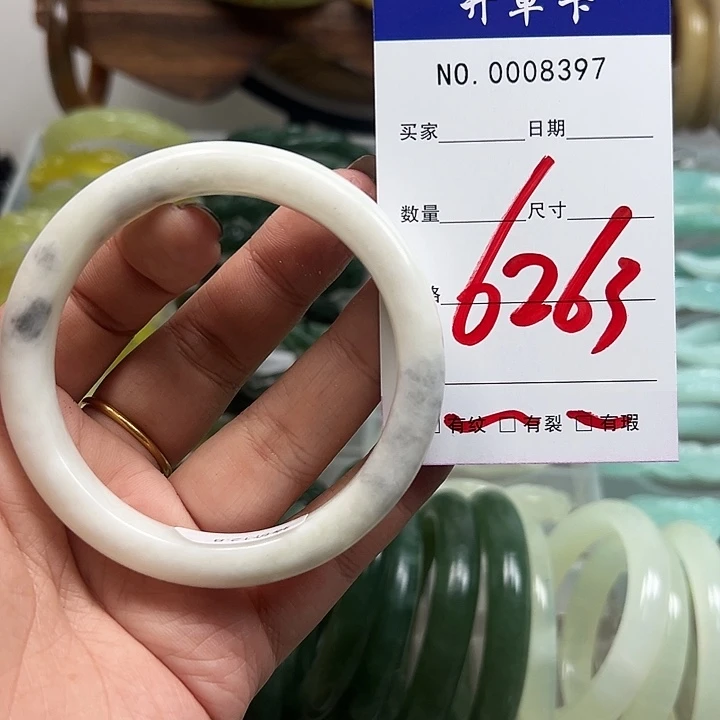 开单卡
NO. 0008397
买家 日期
数量 尺寸
6263
□有纹 □有裂 □有瑕